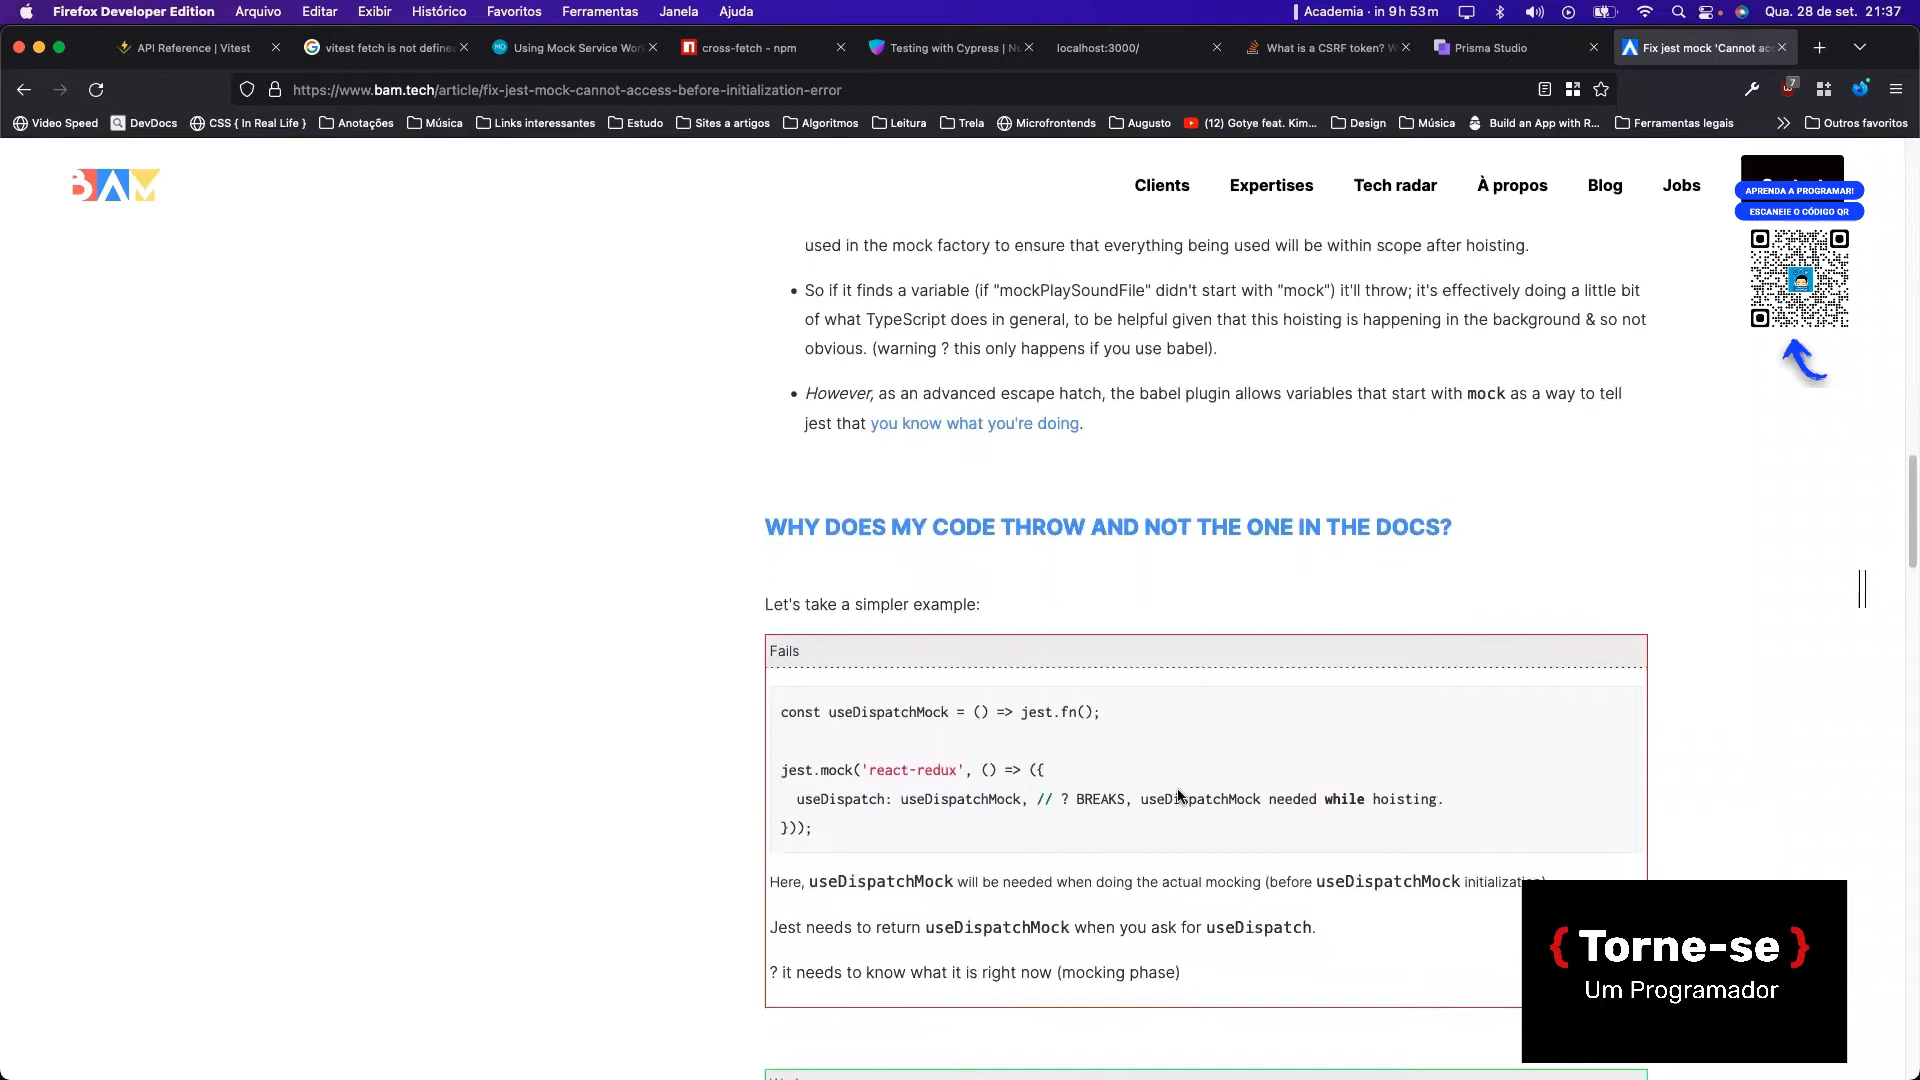 Firefox Developer Edition Arquivo Editar Exibir Histórico Favoritos Ferramentas Janela Ajuda Academia · in 9h 53m Qua. 28 de set. 21:37
API Reference | Vitest vitest fetch is not define Using Mock Service Wor cross-fetch - npm Testing with Cypress | N localhost:3000/ What is a CSRF token? W Prisma Studio Fix jest mock 'Cannot ac
https://www.bam.tech/article/fix-jest-mock-cannot-access-before-initialization-error 7
Video Speed DevDocs CSS { In Real Life } Anotações Música Links interessantes Estudo Sites a artigos Algoritmos Leitura Trela Microfrontends Augusto (12) Gotye feat. Kim... Design Música Build an App with R... Ferramentas legais Outros favoritos
BAM Clients Expertises Tech radar À propos Blog Jobs
APRENDA A PROGRAMAR!
ESCANEIE O CÓDIGO QR
used in the mock factory to ensure that everything being used will be within scope after hoisting.
• So if it finds a variable (if "mockPlaySoundFile" didn't start with "mock") it'll throw; it's effectively doing a little bit
of what TypeScript does in general, to be helpful given that this hoisting is happening in the background & so not
obvious. (warning ? this only happens if you use babel).
• However, as an advanced escape hatch, the babel plugin allows variables that start with mock as a way to tell
jest that you know what you're doing.
WHY DOES MY CODE THROW AND NOT THE ONE IN THE DOCS?
Let's take a simpler example:
Fails
const useDispatchMock = () => jest.fn();
jest.mock('react-redux', () => ({
useDispatch: useDispatchMock, // ? BREAKS, useDispatchMock needed while hoisting.
}));
Here, useDispatchMock will be needed when doing the actual mocking (before useDispatchMock initialization)
Jest needs to return useDispatchMock when you ask for useDispatch.
? it needs to know what it is right now (mocking phase)
{ Torne-se }
Um Programador